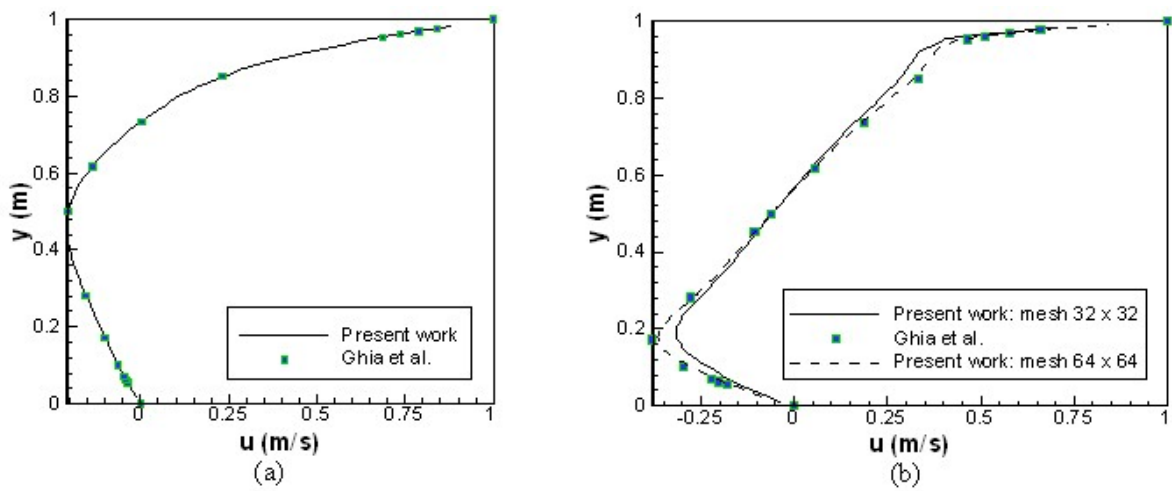 (a)
1
0.8
0.6
0.4
0.2
0
y (m)
0
0.25
0.5
0.75
1
u (m/s)
Present work
Ghia et al.
(a)
(b)
1
0.8
0.6
0.4
0.2
0
y (m)
-0.25
0
0.25
0.5
0.75
1
u (m/s)
Present work: mesh 32 x 32
Ghia et al.
Present work: mesh 64 x 64
(b)